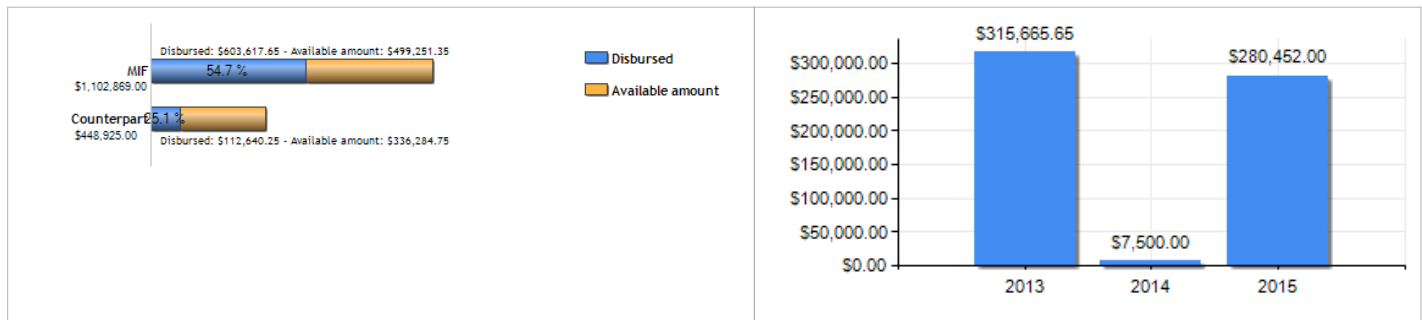 Disbursed: $603,617.65 - Available amount: $499,251.35
MIF
54.7 %
$1,102,869.00
Counterpart
25.1 %
$448,925.00
Disbursed: $112,640.25 - Available amount: $336,284.75
Disbursed
Available amount
$315,665.65
$7,500.00
$280,452.00
$300,000.00
$250,000.00
$200,000.00
$150,000.00
$100,000.00
$50,000.00
$0.00
2013
2014
2015